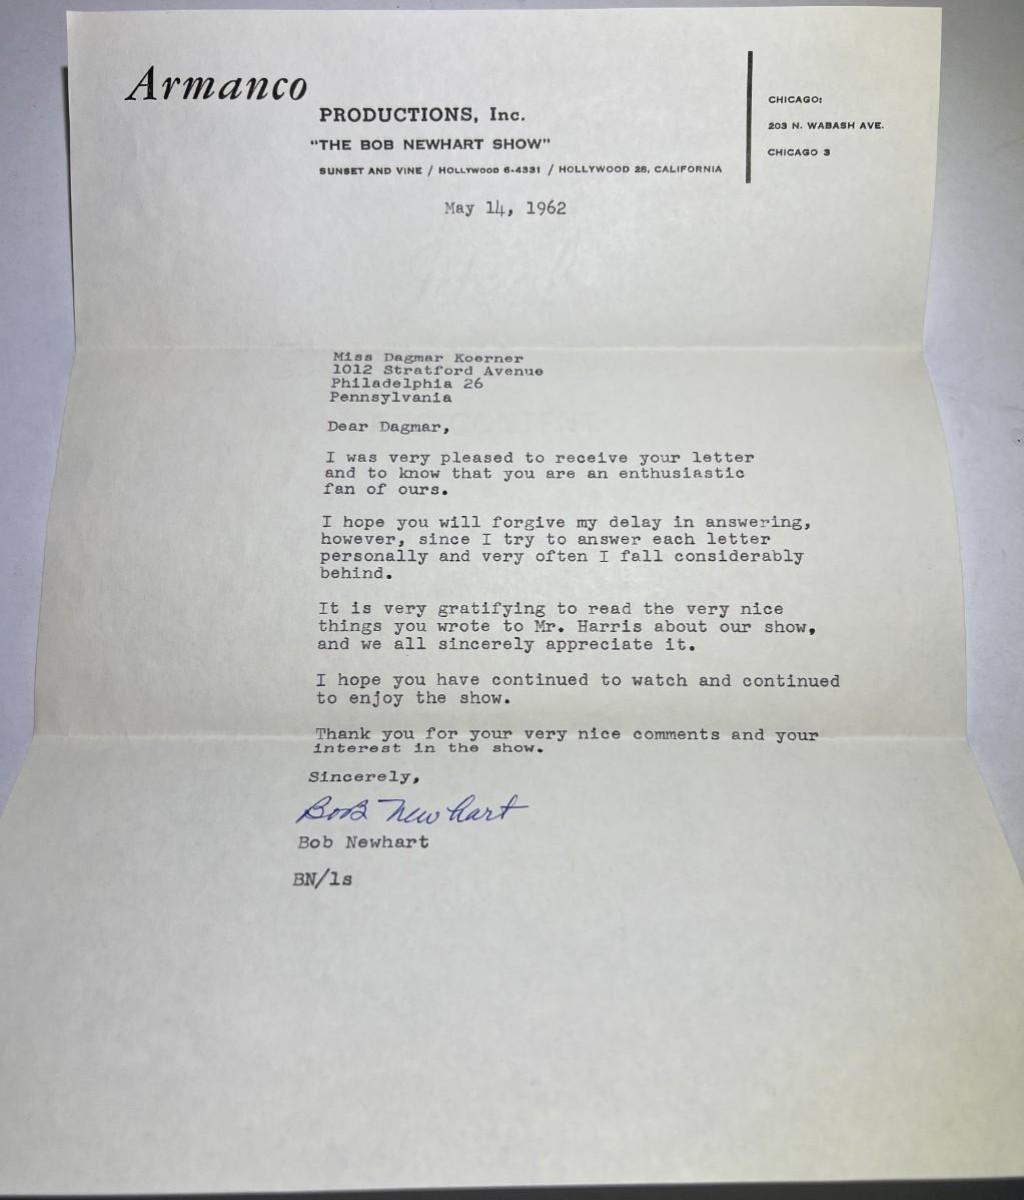 Armanco
PRODUCTIONS, Inc.
"THE BOB NEWHART SHOW"
SUNSET AND VINE / HOLLYWOOD 6-4331 / HOLLYWOOD 28, CALIFORNIA
CHICAGO:
203 N. WABASH AVE.
CHICAGO 3
May 14, 1962
Miss Dagmar Koerner
1012 Stratford Avenue
Philadelphia 26
Pennsylvania
Dear Dagmar,
I was very pleased to receive your letter
and to know that you are an enthusiastic
fan of ours.
I hope you will forgive my delay in answering,
however, since I try to answer each letter
personally and very often I fall considerably
behind.
It is very gratifying to read the very nice
things you wrote to Mr. Harris about our show,
and we all sincerely appreciate it.
I hope you have continued to watch and continued
to enjoy the show.
Thank you for your very nice comments and your
interest in the show.
Sincerely,
Bob Newhart
Bob Newhart
BN/ls